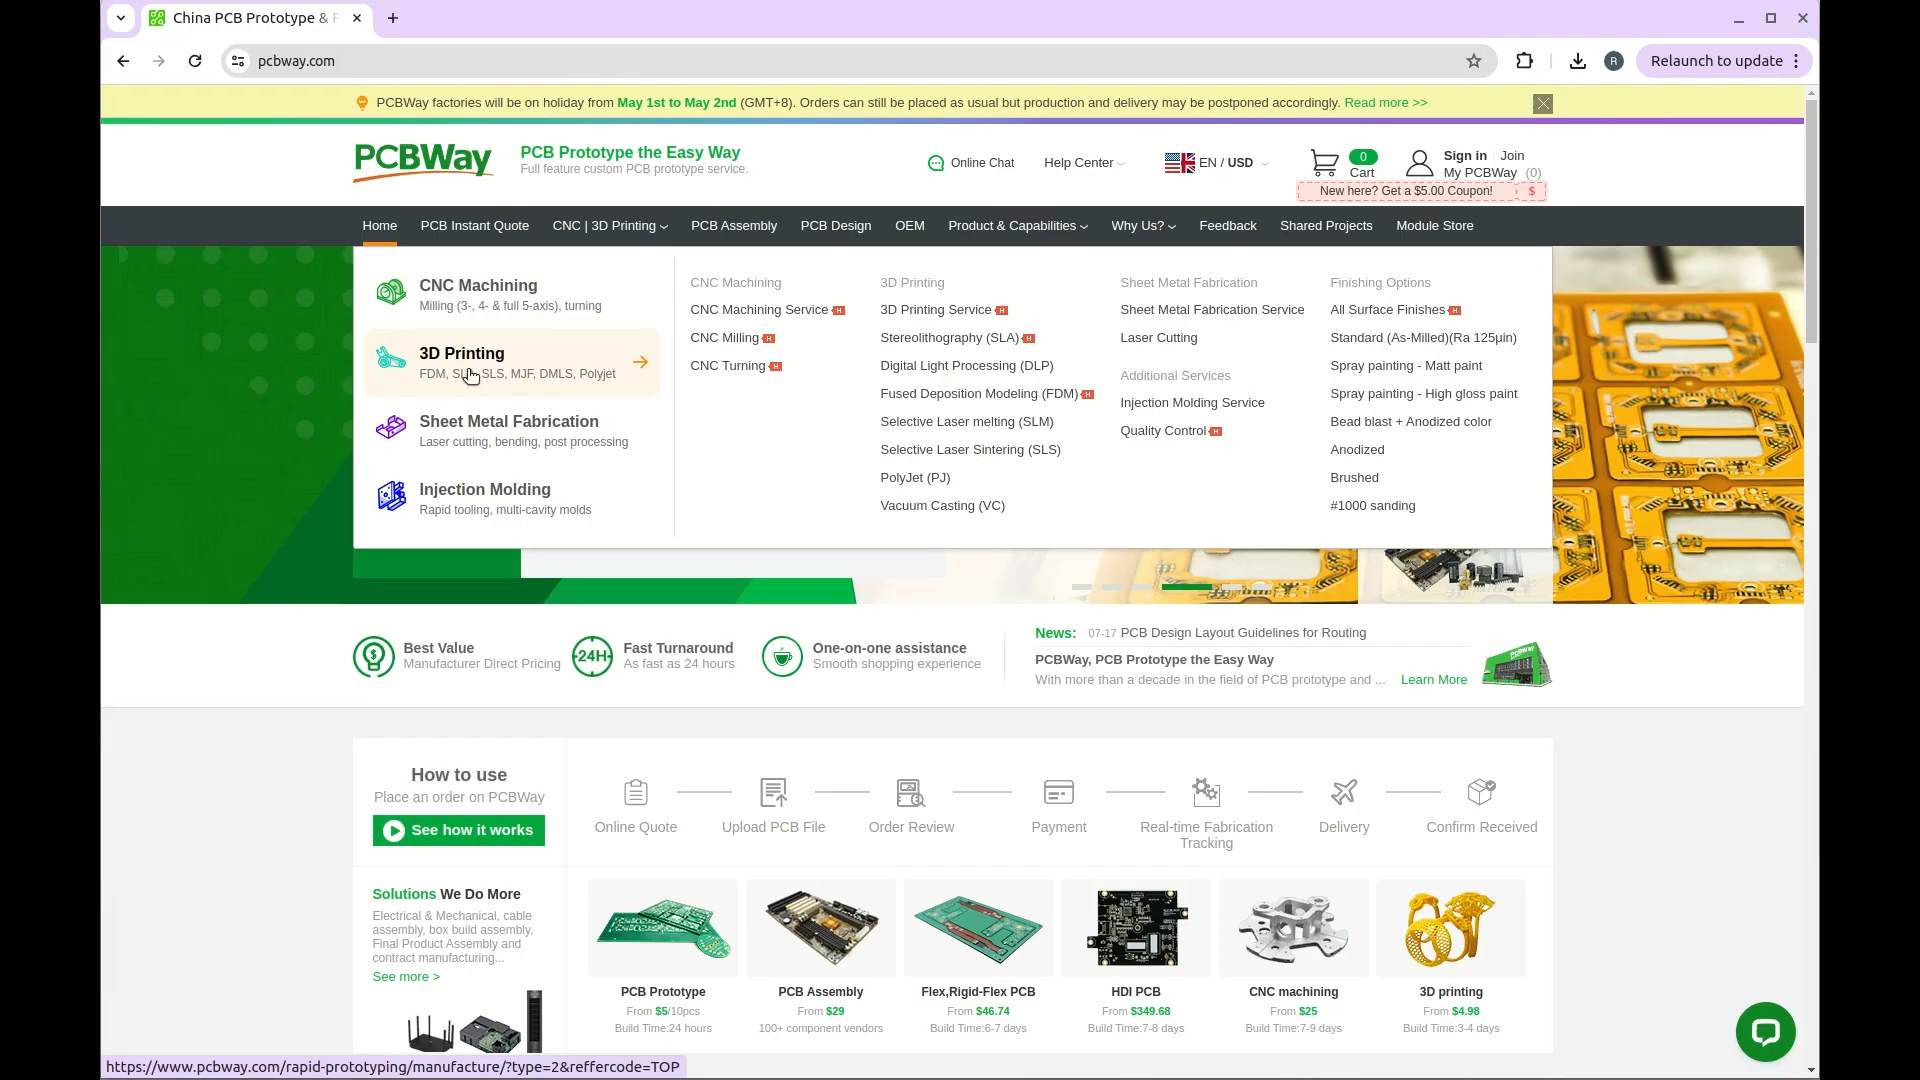 China PCB Prototype &
pcbway.com
R
Relaunch to update
PCBWay factories will be on holiday from May 1st to May 2nd (GMT+8). Orders can still be placed as usual but production and delivery may be postponed accordingly. Read more >>
PCBWay
PCB Prototype the Easy Way
Full feature custom PCB prototype service.
Online Chat
Help Center
EN / USD
0
Cart
Sign in
Join
My PCBWay (0)
New here? Get a $5.00 Coupon! $
Home
PCB Instant Quote
CNC | 3D Printing
PCB Assembly
PCB Design
OEM
Product & Capabilities
Why Us?
Feedback
Shared Projects
Module Store
CNC Machining
Milling (3-, 4- & full 5-axis), turning
3D Printing
FDM, SLA, SLS, MJF, DMLS, Polyjet
Sheet Metal Fabrication
Laser cutting, bending, post processing
Injection Molding
Rapid tooling, multi-cavity molds
CNC Machining
CNC Machining Service H
CNC Milling H
CNC Turning H
3D Printing
3D Printing Service H
Stereolithography (SLA) H
Digital Light Processing (DLP)
Fused Deposition Modeling (FDM) H
Selective Laser melting (SLM)
Selective Laser Sintering (SLS)
PolyJet (PJ)
Vacuum Casting (VC)
Sheet Metal Fabrication
Sheet Metal Fabrication Service
Laser Cutting
Additional Services
Injection Molding Service
Quality Control H
Finishing Options
All Surface Finishes H
Standard (As-Milled)(Ra 125μin)
Spray painting - Matt paint
Spray painting - High gloss paint
Bead blast + Anodized color
Anodized
Brushed
#1000 sanding
Best Value
Manufacturer Direct Pricing
24H
Fast Turnaround
As fast as 24 hours
One-on-one assistance
Smooth shopping experience
News: 07-17 PCB Design Layout Guidelines for Routing
PCBWay, PCB Prototype the Easy Way
With more than a decade in the field of PCB prototype and ... Learn More
PCBWay
How to use
Place an order on PCBWay
See how it works
Online Quote
Upload PCB File
Order Review
Payment
Real-time Fabrication
Tracking
Delivery
Confirm Received
Solutions We Do More
Electrical & Mechanical, cable
assembly, box build assembly,
Final Product Assembly and
contract manufacturing...
See more >
PCB Prototype
From $5/10pcs
Build Time:24 hours
PCB Assembly
From $29
100+ component vendors
Flex,Rigid-Flex PCB
From $46.74
Build Time:6-7 days
HDI PCB
From $349.68
Build Time:7-8 days
CNC machining
From $25
Build Time:7-9 days
3D printing
From $4.98
Build Time:3-4 days
https://www.pcbway.com/rapid-prototyping/manufacture/?type=2&reffercode=TOP